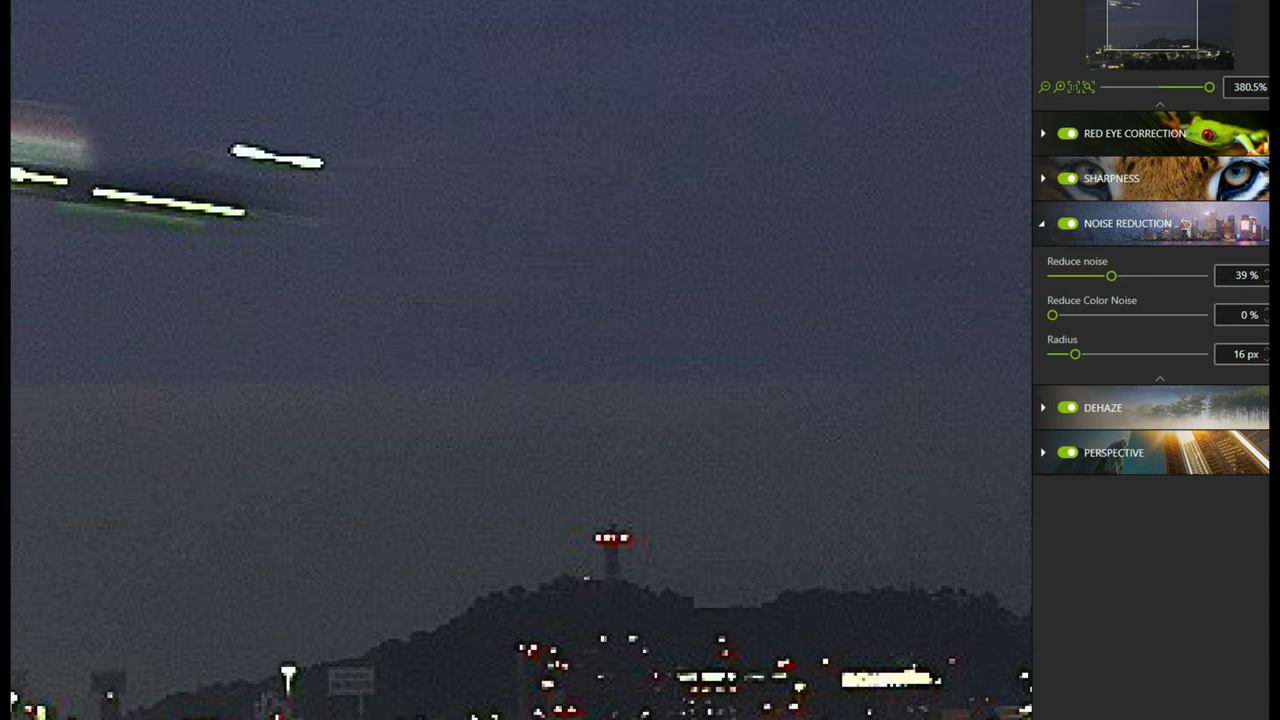 380.5%
RED EYE CORRECTION
SHARPNESS
NOISE REDUCTION
Reduce noise
39 %
Reduce Color Noise
0 %
Radius
16 px
DEHAZE
PERSPECTIVE